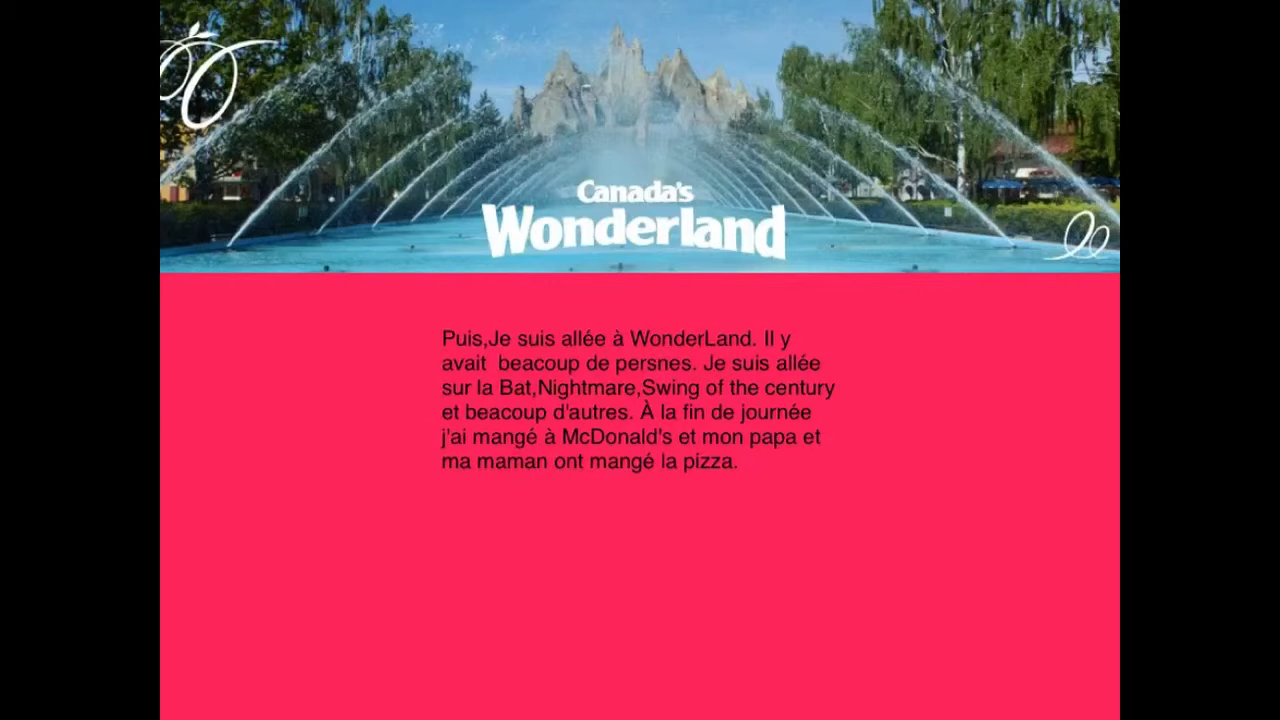 Canada's
Wonderland
Puis,Je suis allée à WonderLand. Il y
avait  beacoup de persnes. Je suis allée
sur la Bat,Nightmare,Swing of the century
et beacoup d'autres. À la fin de journée
j'ai mangé à McDonald's et mon papa et
ma maman ont mangé la pizza.